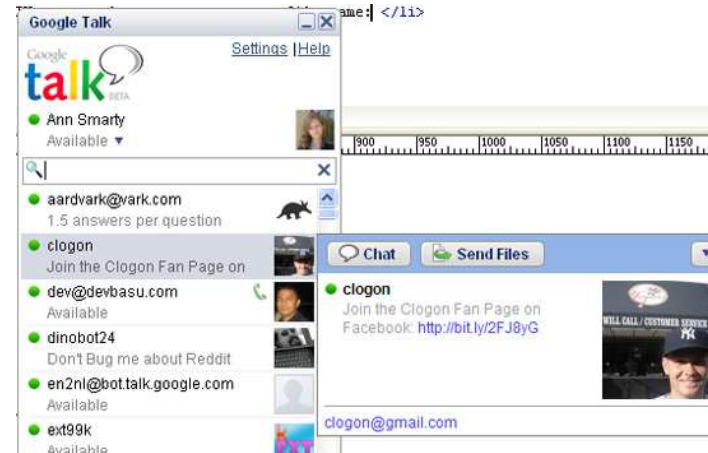 Google Talk
ame: </li>
Settings | Help
Google
talk
BETA
Ann Smarty
Available
900 950 1000 1050 1100 1150
aardvark@vark.com
1.5 answers per question
clogon
Join the Clogon Fan Page on
dev@devbasu.com
Available
dinobot24
Don't Bug me about Reddit
en2nl@bot.talk.google.com
Available
ext99k
Available
Chat
Send Files
clogon
Join the Clogon Fan Page on
Facebook: http://bit.ly/2FJ8yG
WILL CALL / CUSTOMER SERVICE
clogon@gmail.com